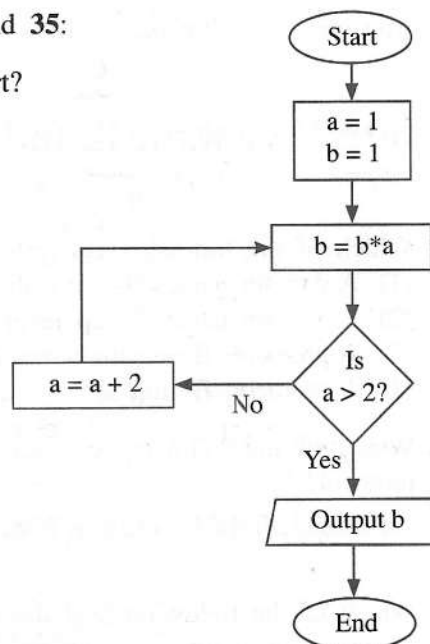 d 35:
t?
Start
a = 1
b = 1
b = b*a
Is
a > 2?
No
a = a + 2
Yes
Output b
End